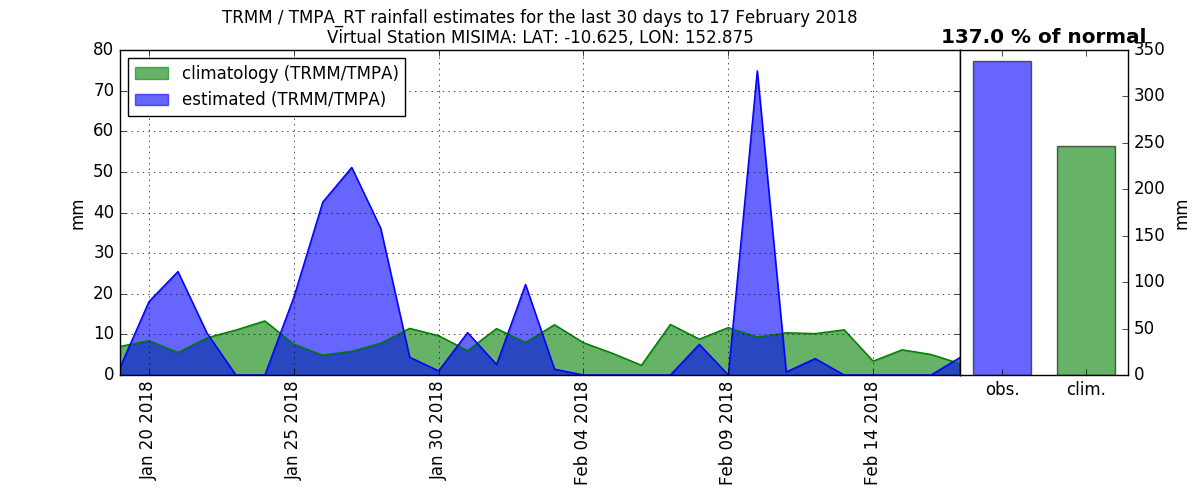 TRMM / TMPA_RT rainfall estimates for the last 30 days to 17 February 2018
Virtual Station MISIMA: LAT: -10.625, LON: 152.875
137.0 % of normal
climatology (TRMM/TMPA)
estimated (TRMM/TMPA)
80
70
60
50
40
30
20
10
0
mm
Jan 20 2018
Jan 25 2018
Jan 30 2018
Feb 04 2018
Feb 09 2018
Feb 14 2018
350
300
250
200
150
100
50
0
mm
obs.
clim.